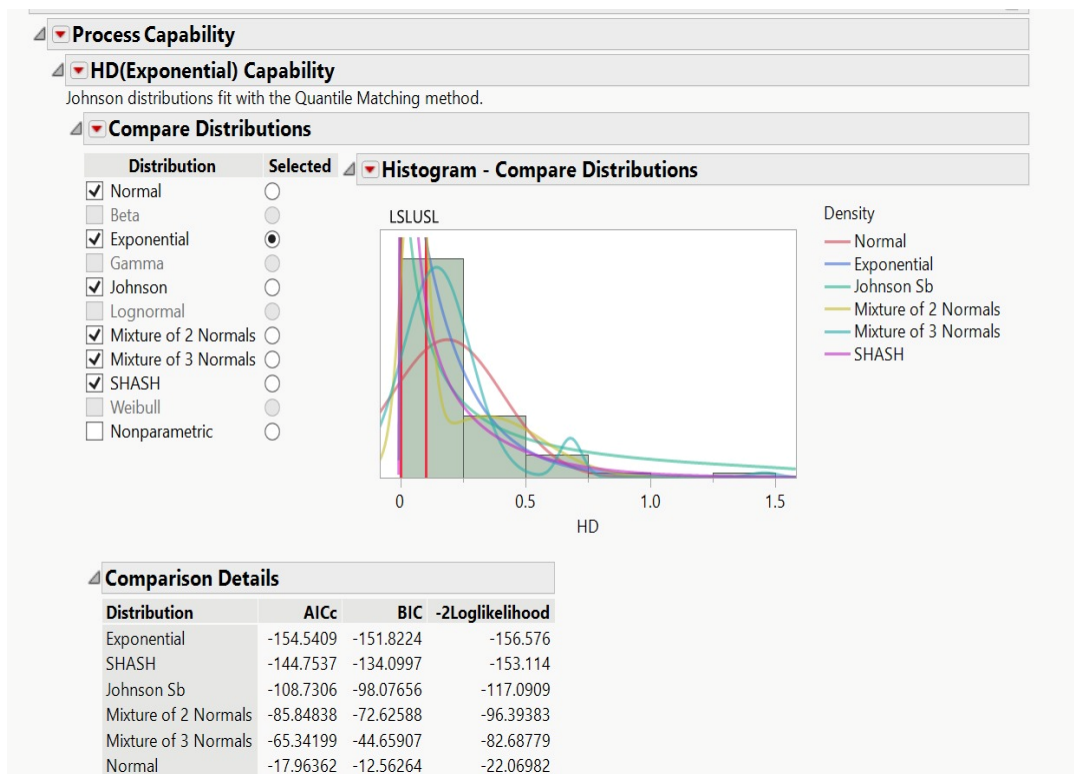 Process Capability
HD(Exponential) Capability
Johnson distributions fit with the Quantile Matching method.
Compare Distributions
Distribution Selected
Normal
Beta
Exponential
Gamma
Johnson
Lognormal
Mixture of 2 Normals
Mixture of 3 Normals
SHASH
Weibull
Nonparametric
Histogram - Compare Distributions
LSLUSL
0 0.5 1.0 1.5
HD
Density
Normal
Exponential
Johnson Sb
Mixture of 2 Normals
Mixture of 3 Normals
SHASH
Comparison Details
Distribution AICc BIC -2Loglikelihood
Exponential -154.5409 -151.8224 -156.576
SHASH -144.7537 -134.0997 -153.114
Johnson Sb -108.7306 -98.07656 -117.0909
Mixture of 2 Normals -85.84838 -72.62588 -96.39383
Mixture of 3 Normals -65.34199 -44.65907 -82.68779
Normal -17.96362 -12.56264 -22.06982